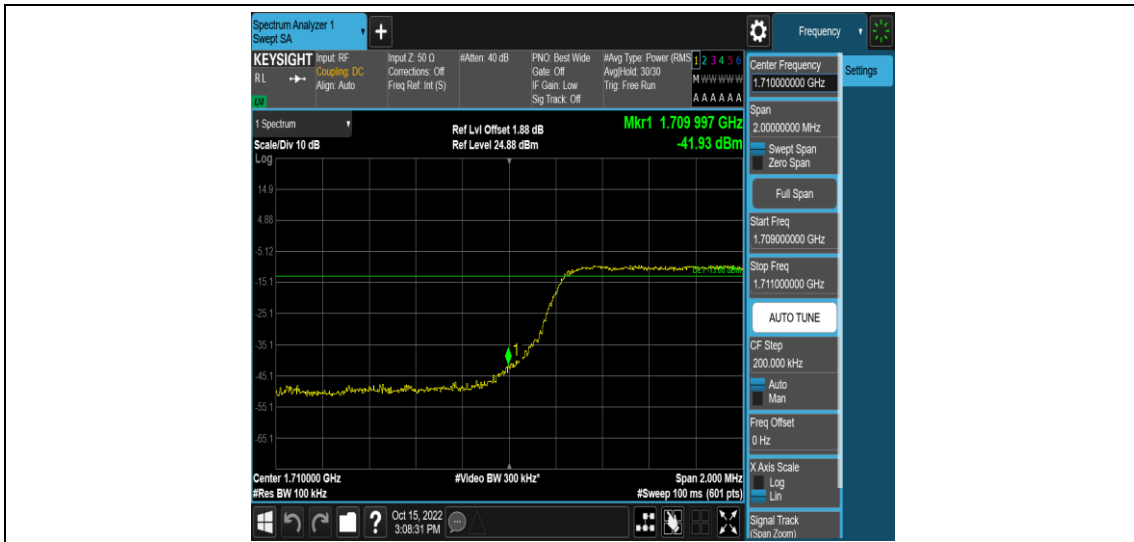 Spectrum Analyzer 1
Swept SA
+
Frequency
KEYSIGHT
RL
LM
Input: RF
Coupling: DC
Align: Auto
Input Z: 50 Ω
Corrections: Off
Freq Ref: Int (S)
#Atten: 40 dB
PNO: Best Wide
Gate: Off
IF Gain: Low
Sig Track: Off
#Avg Type: Power (RMS
Avg|Hold: 30/30
Trig: Free Run
1 2 3 4 5 6
M W W W W W
A A A A A A
1 Spectrum
Scale/Div 10 dB
Ref Lvl Offset 1.88 dB
Ref Level 24.88 dBm
Mkr1 1.709 997 GHz
-41.93 dBm
Log
14.9
4.88
-5.12
-15.1
-25.1
-35.1
-45.1
-55.1
-65.1
1
Center 1.710000 GHz
#Res BW 100 kHz
#Video BW 300 kHz*
Span 2.000 MHz
#Sweep 100 ms (601 pts)
?
Oct 15, 2022
3:08:31 PM
Center Frequency
1.710000000 GHz
Span
2.00000000 MHz
Swept Span
Zero Span
Full Span
Start Freq
1.709000000 GHz
Stop Freq
1.711000000 GHz
AUTO TUNE
CF Step
200.000 kHz
Auto
Man
Freq Offset
0 Hz
X Axis Scale
Log
Lin
Signal Track
(Span Zoom)
Settings